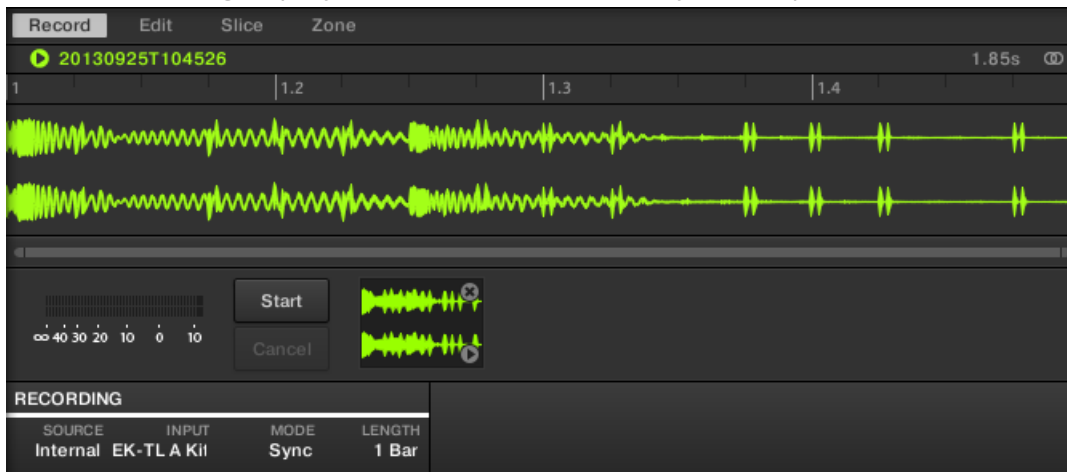 Record Edit Slice Zone
20130925T104526 1.85s
1 1.2 1.3 1.4
Start
∞ 40 30 20 10 0 10
Cancel
RECORDING
SOURCE INPUT MODE LENGTH
Internal EK-TL A Kit Sync 1 Bar